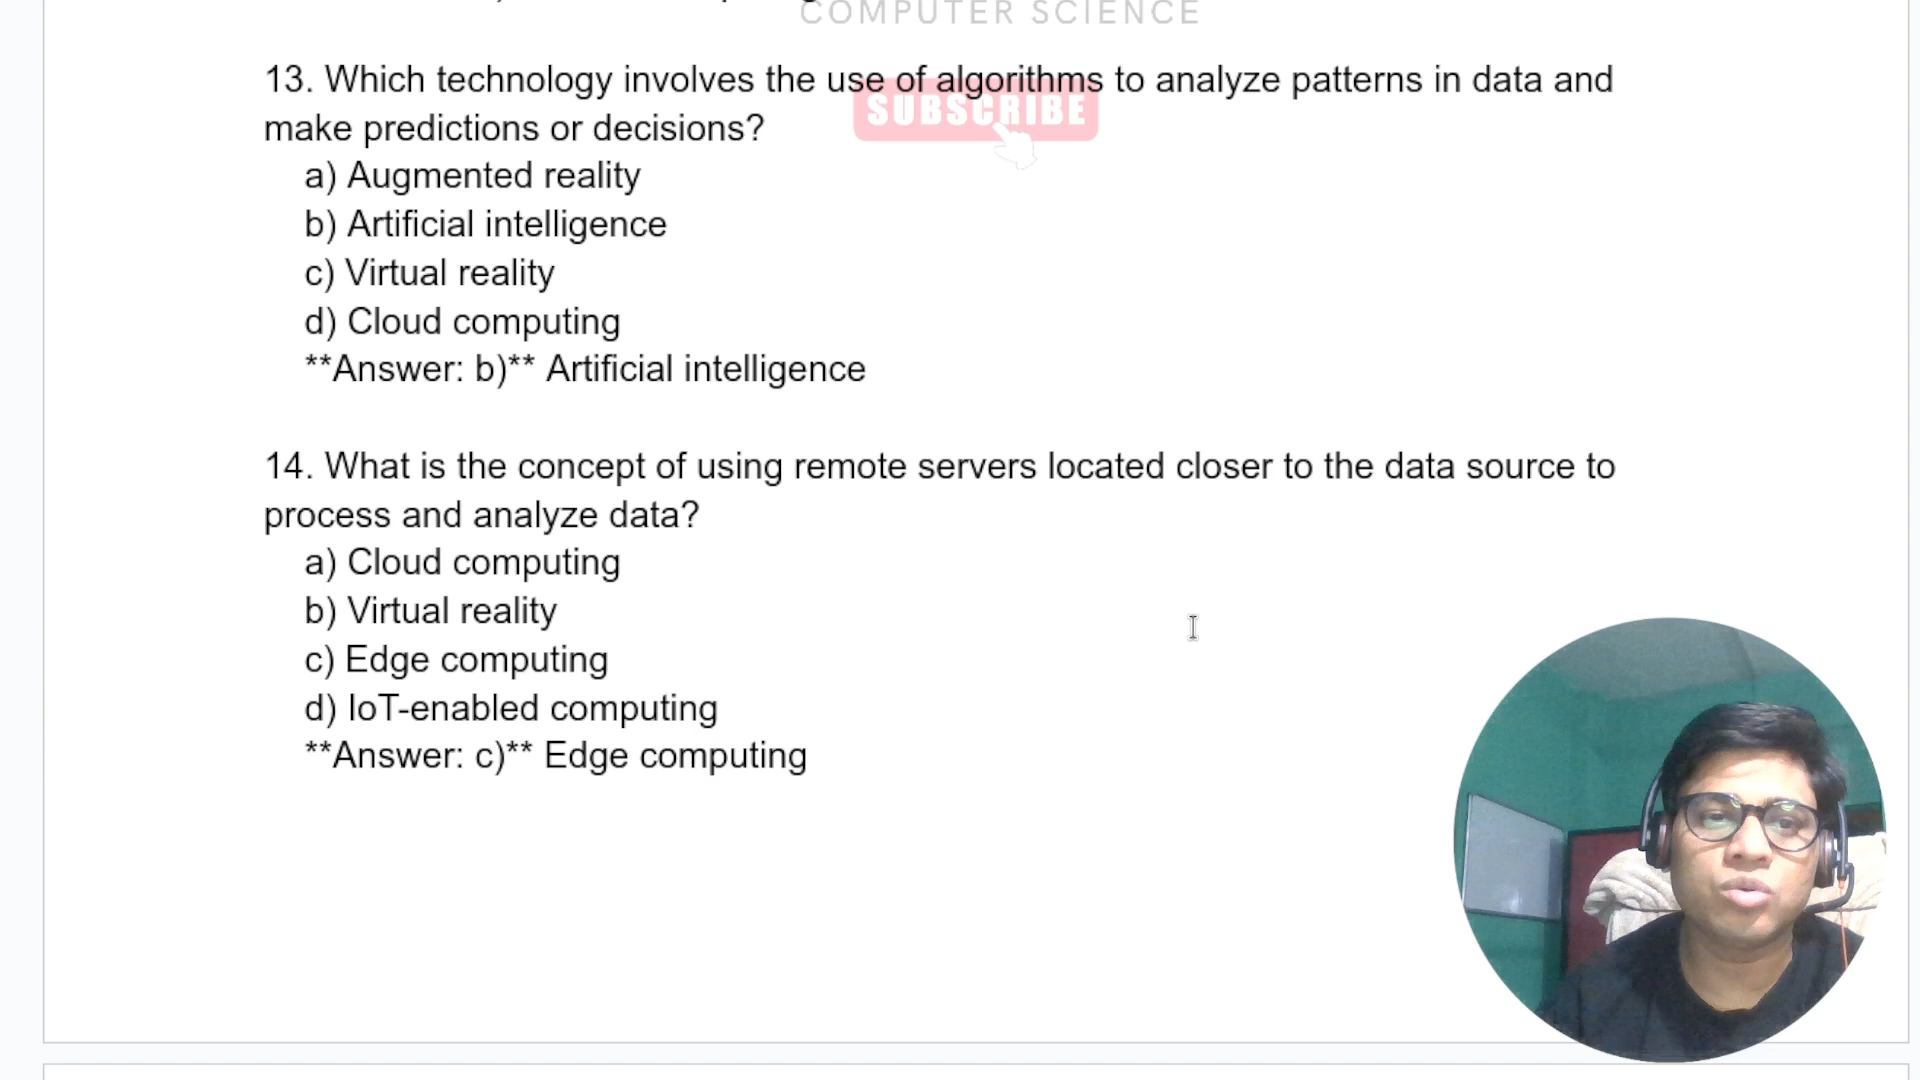 COMPUTER SCIENCE
13. Which technology involves the use of algorithms to analyze patterns in data and
SUBSCRIBE
make predictions or decisions?
a) Augmented reality
b) Artificial intelligence
c) Virtual reality
d) Cloud computing
**Answer: b)** Artificial intelligence
14. What is the concept of using remote servers located closer to the data source to
process and analyze data?
a) Cloud computing
b) Virtual reality
c) Edge computing
d) IoT-enabled computing
**Answer: c)** Edge computing